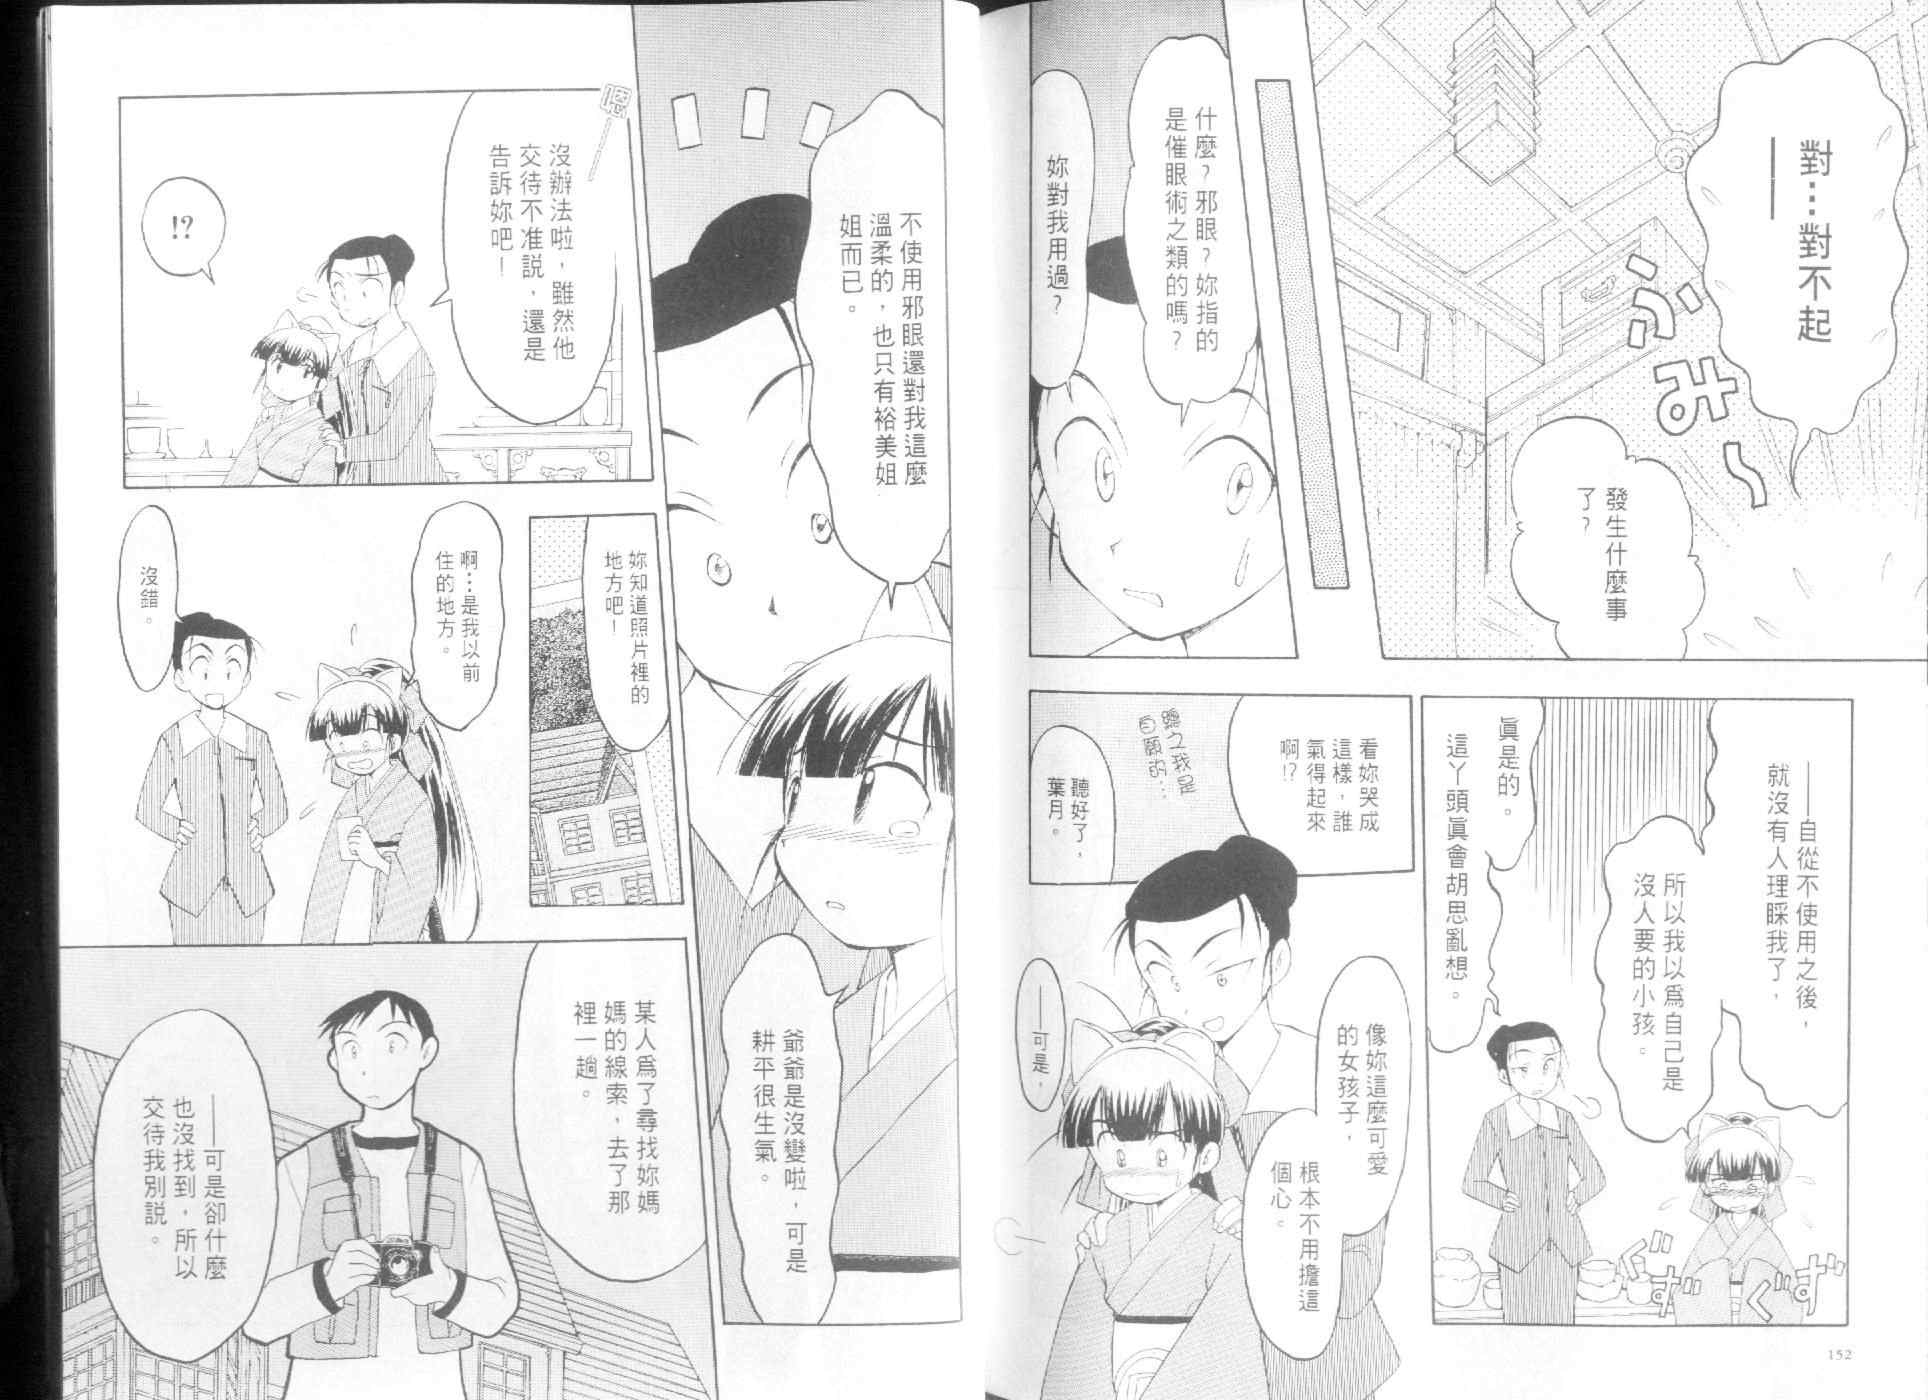 對…對不起
——
ふみ～
發生什麼事
了？
什麼？邪眼？妳指的
是催眼術之類的嗎？
妳對我用過？
——自從不使用之後，
就沒有人理睬我了，
所以我以為自己是
沒人要的小孩。
真是的。
這ㄚ頭真會胡思亂想。
ぐず
ぐず
看妳哭成
這樣，誰
氣得起來
啊!?
總之我是
自願的…
聽好了，
葉月。
像妳這麼可愛
的女孩子，
根本不用擔這
個心。
——可是，
152
不使用邪眼還對我這麼
溫柔的，也只有裕美姐
姐而已。
爺爺是沒變啦，可是
耕平很生氣。
嗯
沒辦法啦，雖然他
交待不准說，還是
告訴妳吧！
!?
妳知道照片裡的
地方吧！
啊…是我以前
住的地方。
沒錯。
某人為了尋找妳媽
媽的線索，去了那
裡一趟。
——可是卻什麼
也沒找到，所以
交待我別說。